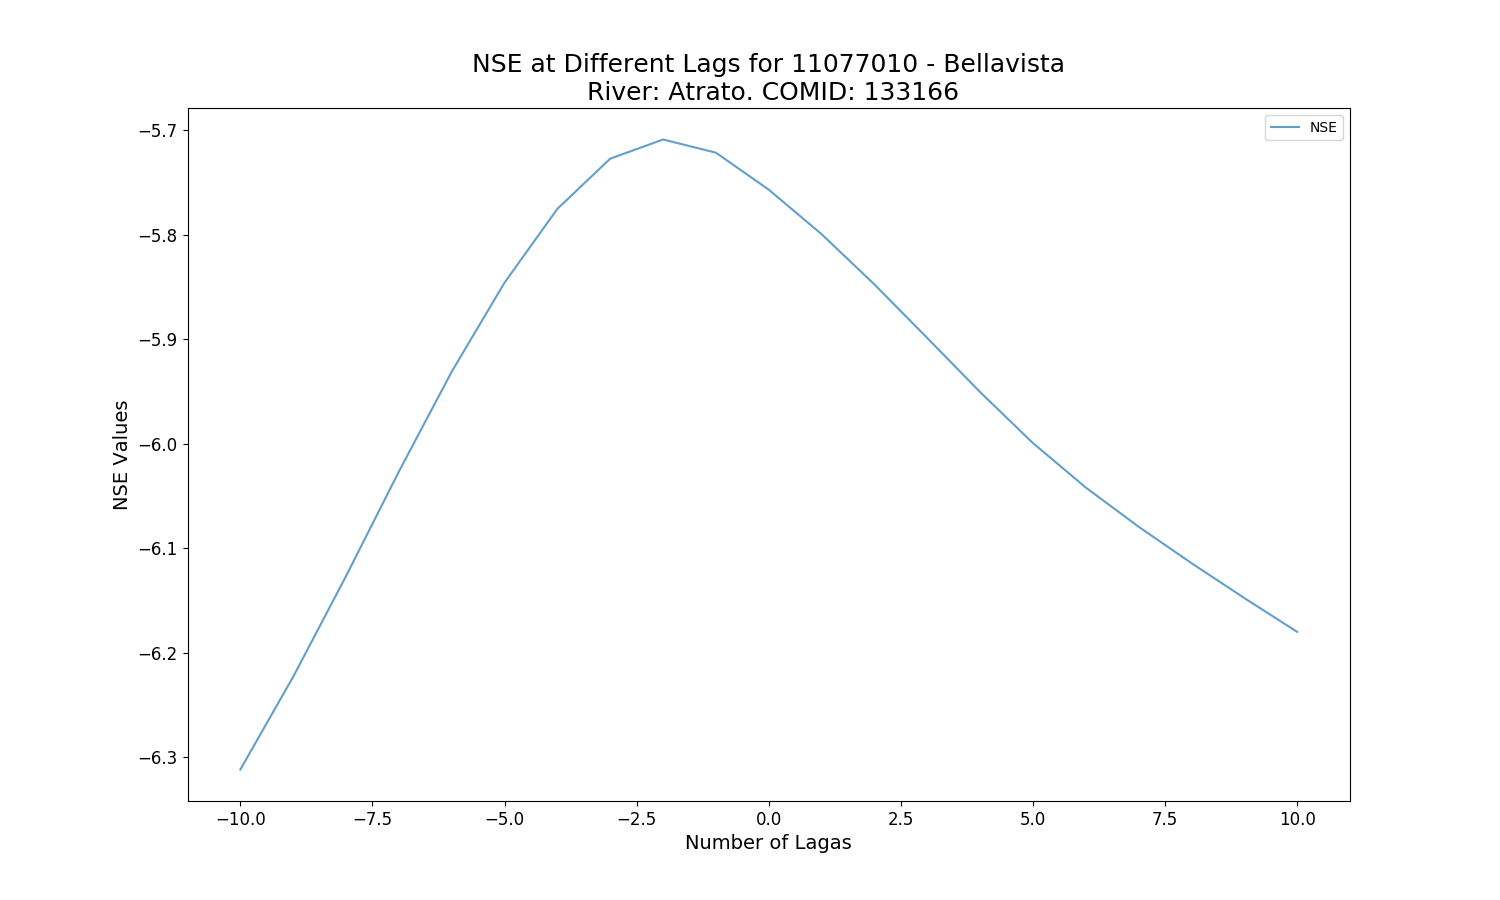 NSE at Different Lags for 11077010 - Bellavista
River: Atrato. COMID: 133166
NSE
−5.7
−5.8
−5.9
−6.0
−6.1
−6.2
−6.3
NSE Values
−10.0 −7.5 −5.0 −2.5 0.0 2.5 5.0 7.5 10.0
Number of Lagas